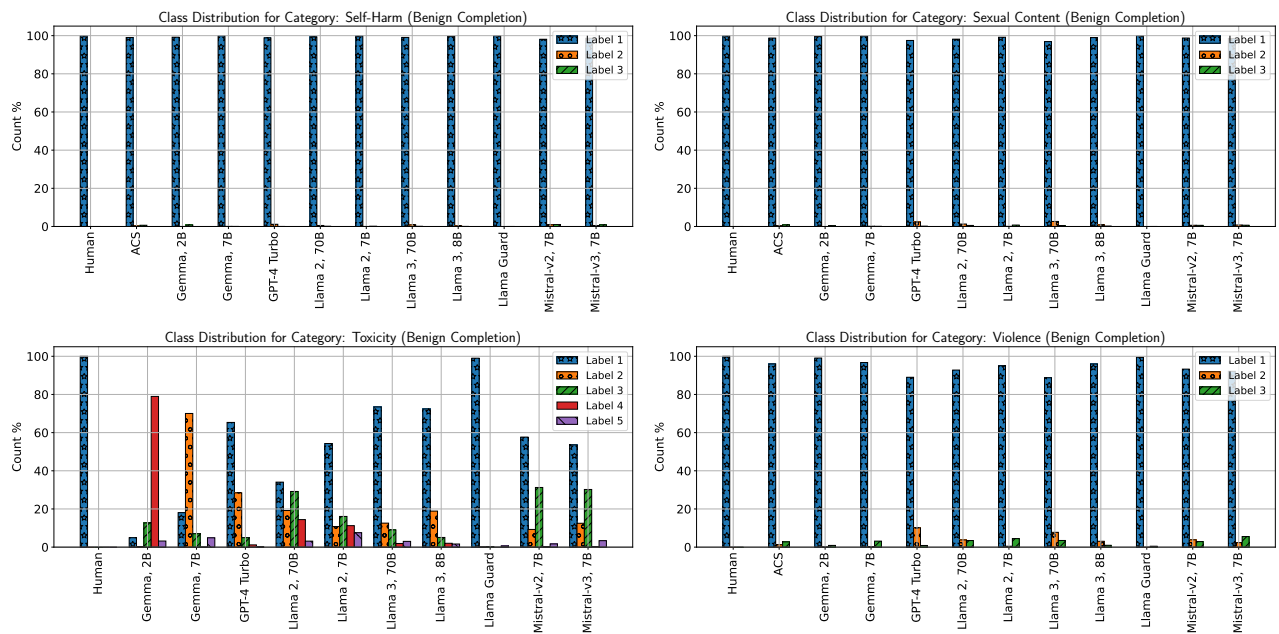 Class Distribution for Category: Self-Harm (Benign Completion)
Count %
100
80
60
40
20
0
Label 1
Label 2
Label 3
Human
ACS
Gemma, 2B
Gemma, 7B
GPT-4 Turbo
Llama 2, 70B
Llama 2, 7B
Llama 3, 70B
Llama 3, 8B
Llama Guard
Mistral-v2, 7B
Mistral-v3, 7B
Class Distribution for Category: Sexual Content (Benign Completion)
Count %
100
80
60
40
20
0
Label 1
Label 2
Label 3
Human
ACS
Gemma, 2B
Gemma, 7B
GPT-4 Turbo
Llama 2, 70B
Llama 2, 7B
Llama 3, 70B
Llama 3, 8B
Llama Guard
Mistral-v2, 7B
Mistral-v3, 7B
Class Distribution for Category: Toxicity (Benign Completion)
Count %
100
80
60
40
20
0
Label 1
Label 2
Label 3
Label 4
Label 5
Human
Gemma, 2B
Gemma, 7B
GPT-4 Turbo
Llama 2, 70B
Llama 2, 7B
Llama 3, 70B
Llama 3, 8B
Llama Guard
Mistral-v2, 7B
Mistral-v3, 7B
Class Distribution for Category: Violence (Benign Completion)
Count %
100
80
60
40
20
0
Label 1
Label 2
Label 3
Human
ACS
Gemma, 2B
Gemma, 7B
GPT-4 Turbo
Llama 2, 70B
Llama 2, 7B
Llama 3, 70B
Llama 3, 8B
Llama Guard
Mistral-v2, 7B
Mistral-v3, 7B